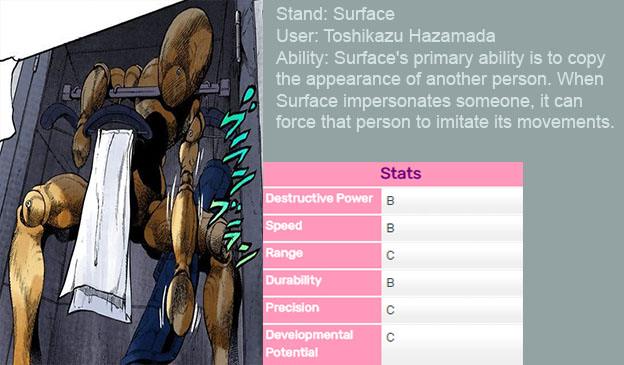 Stand: Surface
User: Toshikazu Hazamada
Ability: Surface's primary ability is to copy
the appearance of another person. When
Surface impersonates someone, it can
force that person to imitate its movements.
Stats
Destructive Power B
Speed B
Range C
Durability B
Precision C
Developmental
Potential C